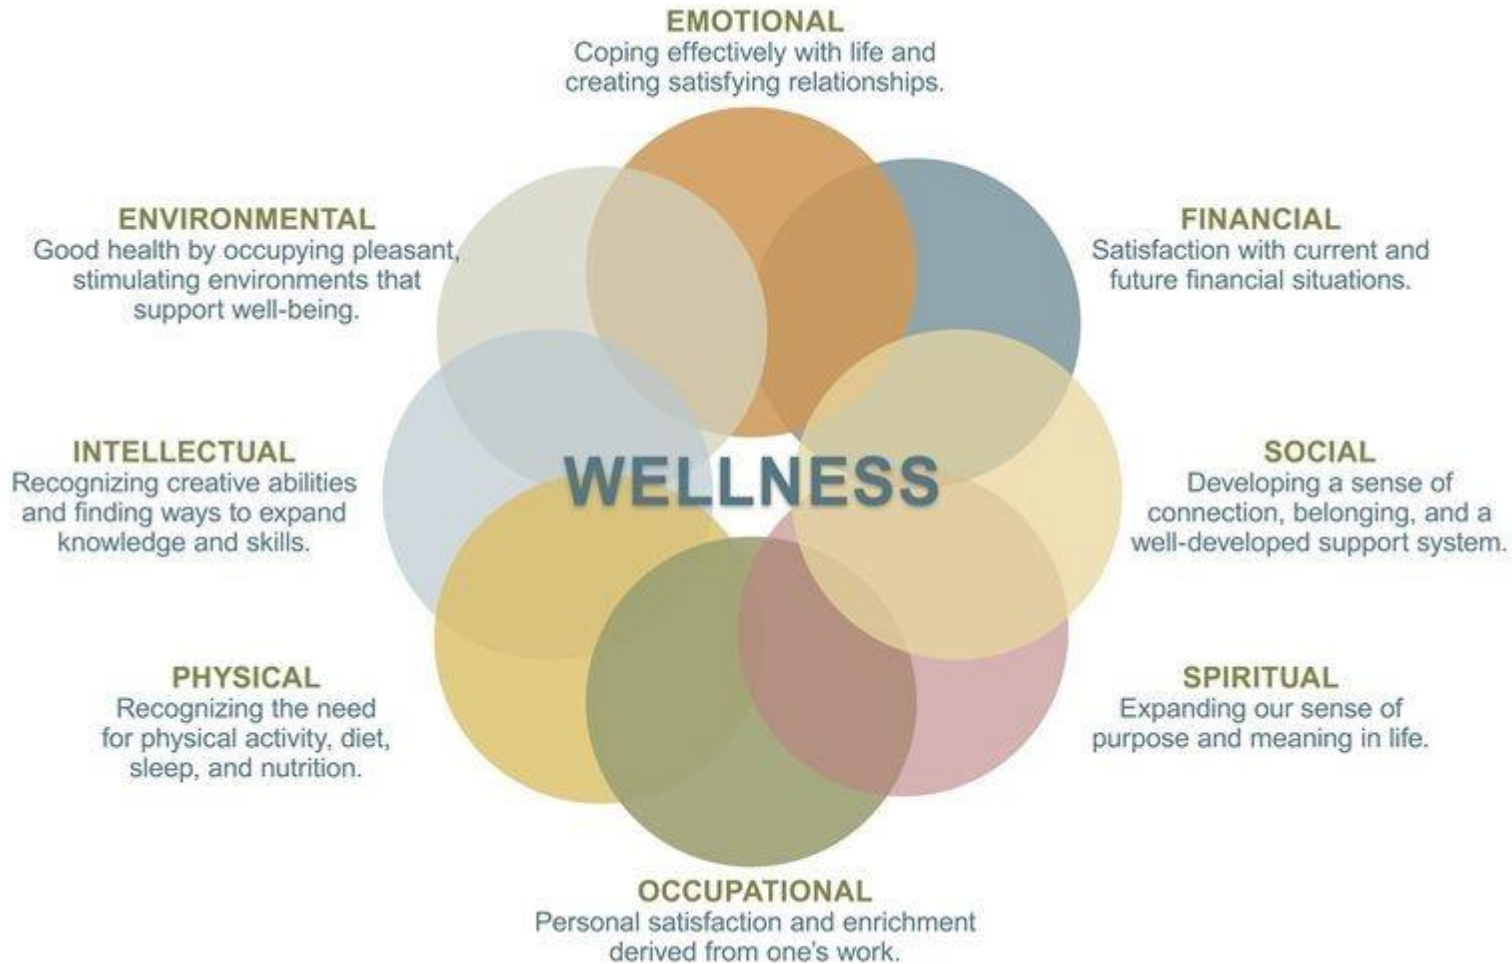 EMOTIONAL
Coping effectively with life and
creating satisfying relationships.
FINANCIAL
Satisfaction with current and
future financial situations.
SOCIAL
Developing a sense of
connection, belonging, and a
well-developed support system.
SPIRITUAL
Expanding our sense of
purpose and meaning in life.
OCCUPATIONAL
Personal satisfaction and enrichment
derived from one's work.
PHYSICAL
Recognizing the need
for physical activity, diet,
sleep, and nutrition.
INTELLECTUAL
Recognizing creative abilities
and finding ways to expand
knowledge and skills.
ENVIRONMENTAL
Good health by occupying pleasant,
stimulating environments that
support well-being.
WELLNESS